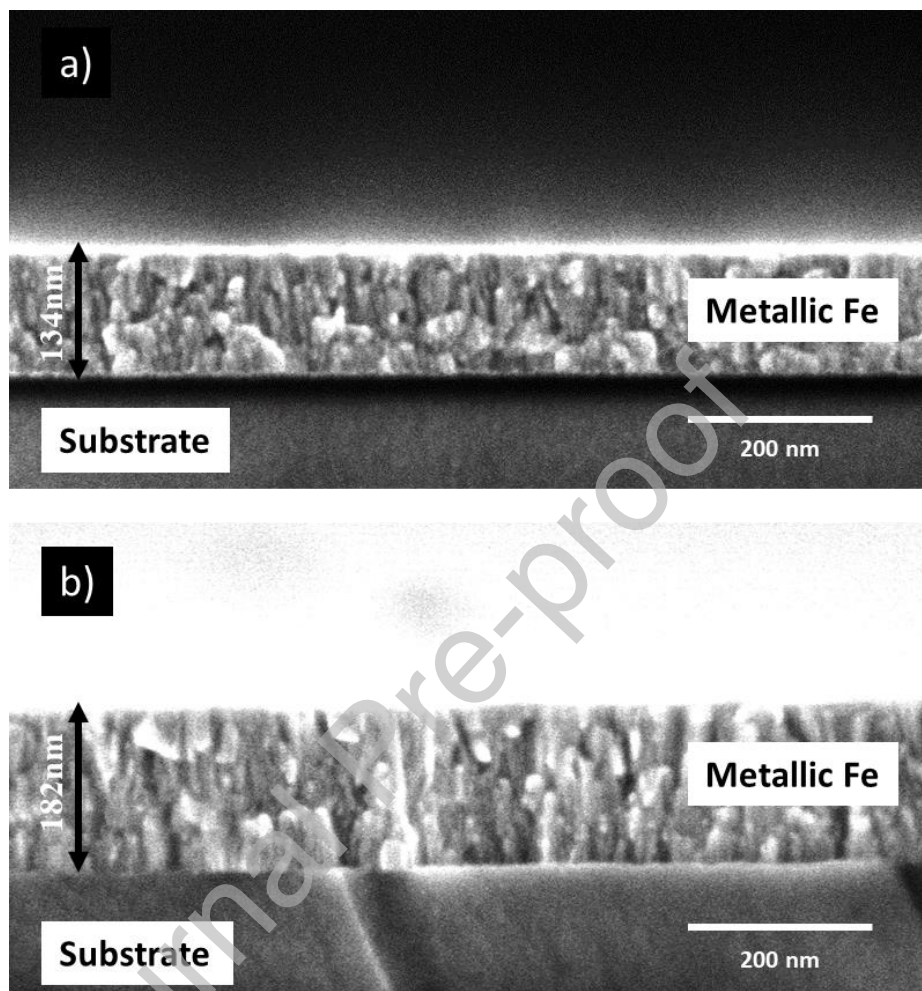 a)
134nm
Metallic Fe
Substrate
200 nm
b)
182nm
Metallic Fe
Substrate
200 nm
Journal Pre-proof